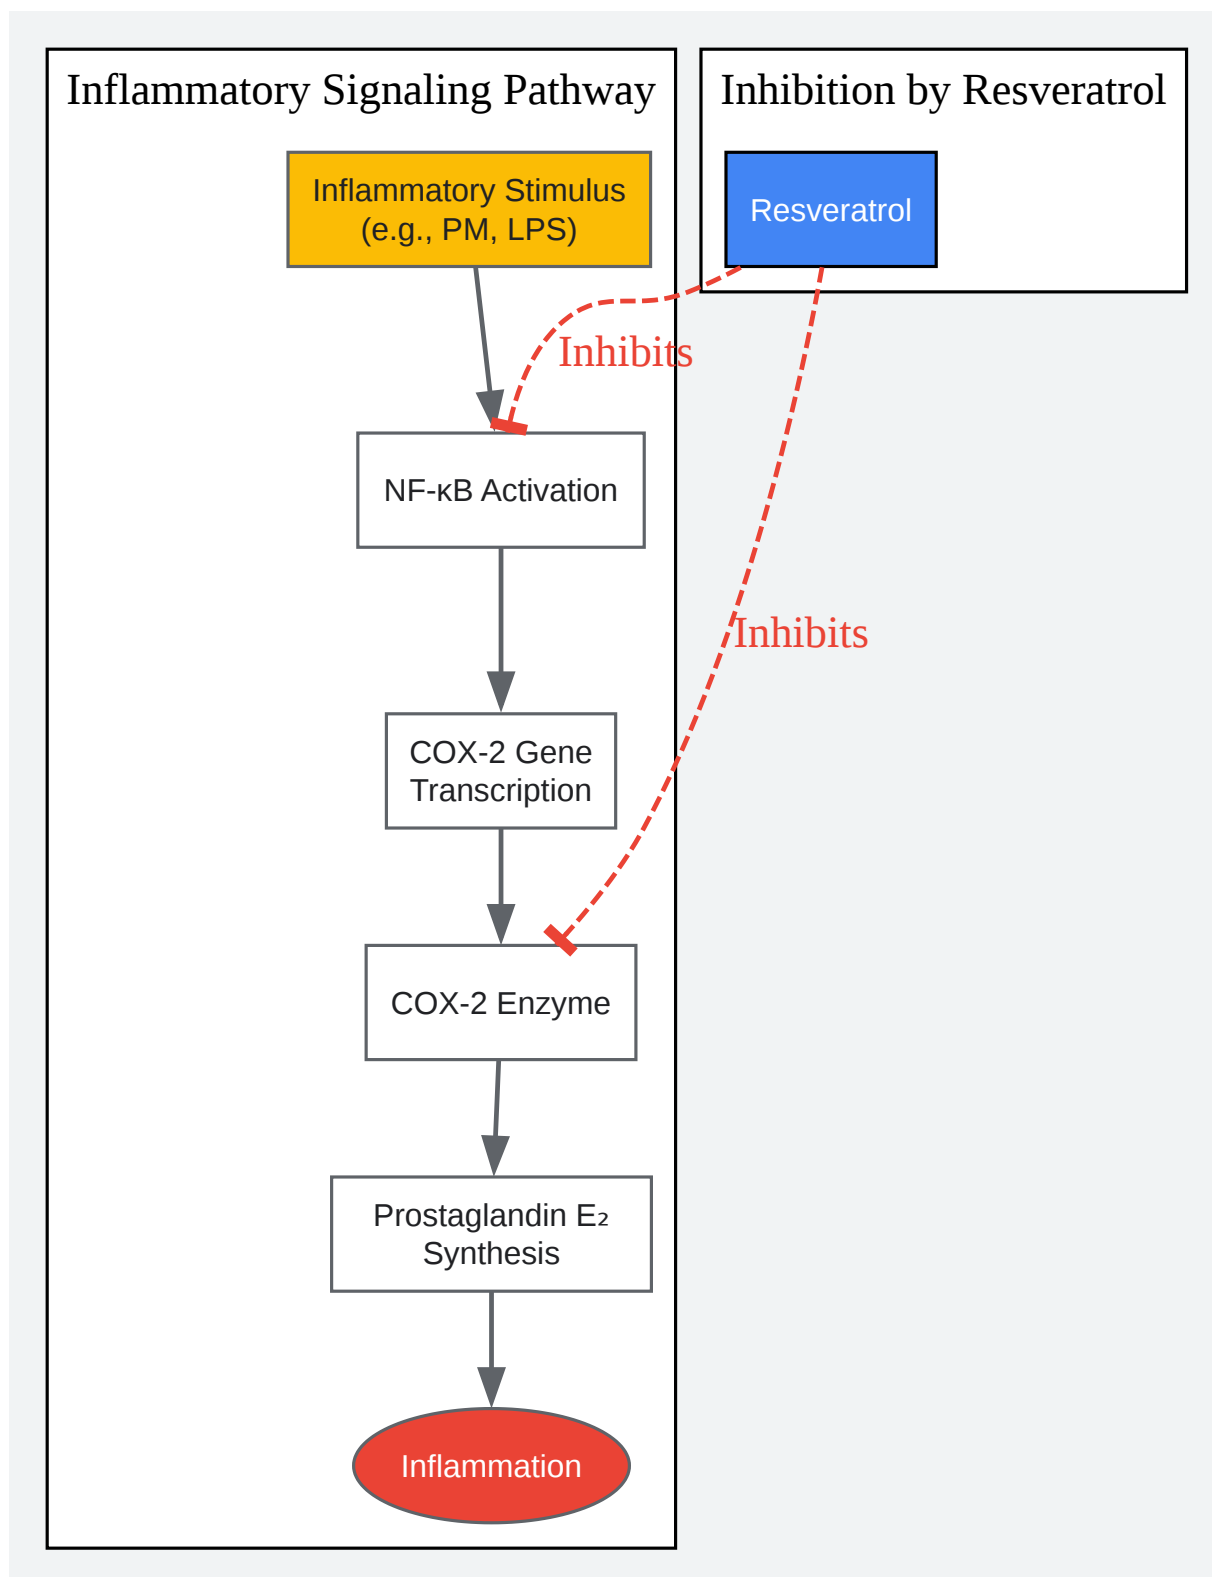 Inflammatory Signaling Pathway
Inhibition by Resveratrol
Inflammatory Stimulus
(e.g., PM, LPS)
Resveratrol
Inhibits
NF-κB Activation
Inhibits
COX-2 Gene
Transcription
COX-2 Enzyme
Prostaglandin E₂
Synthesis
Inflammation